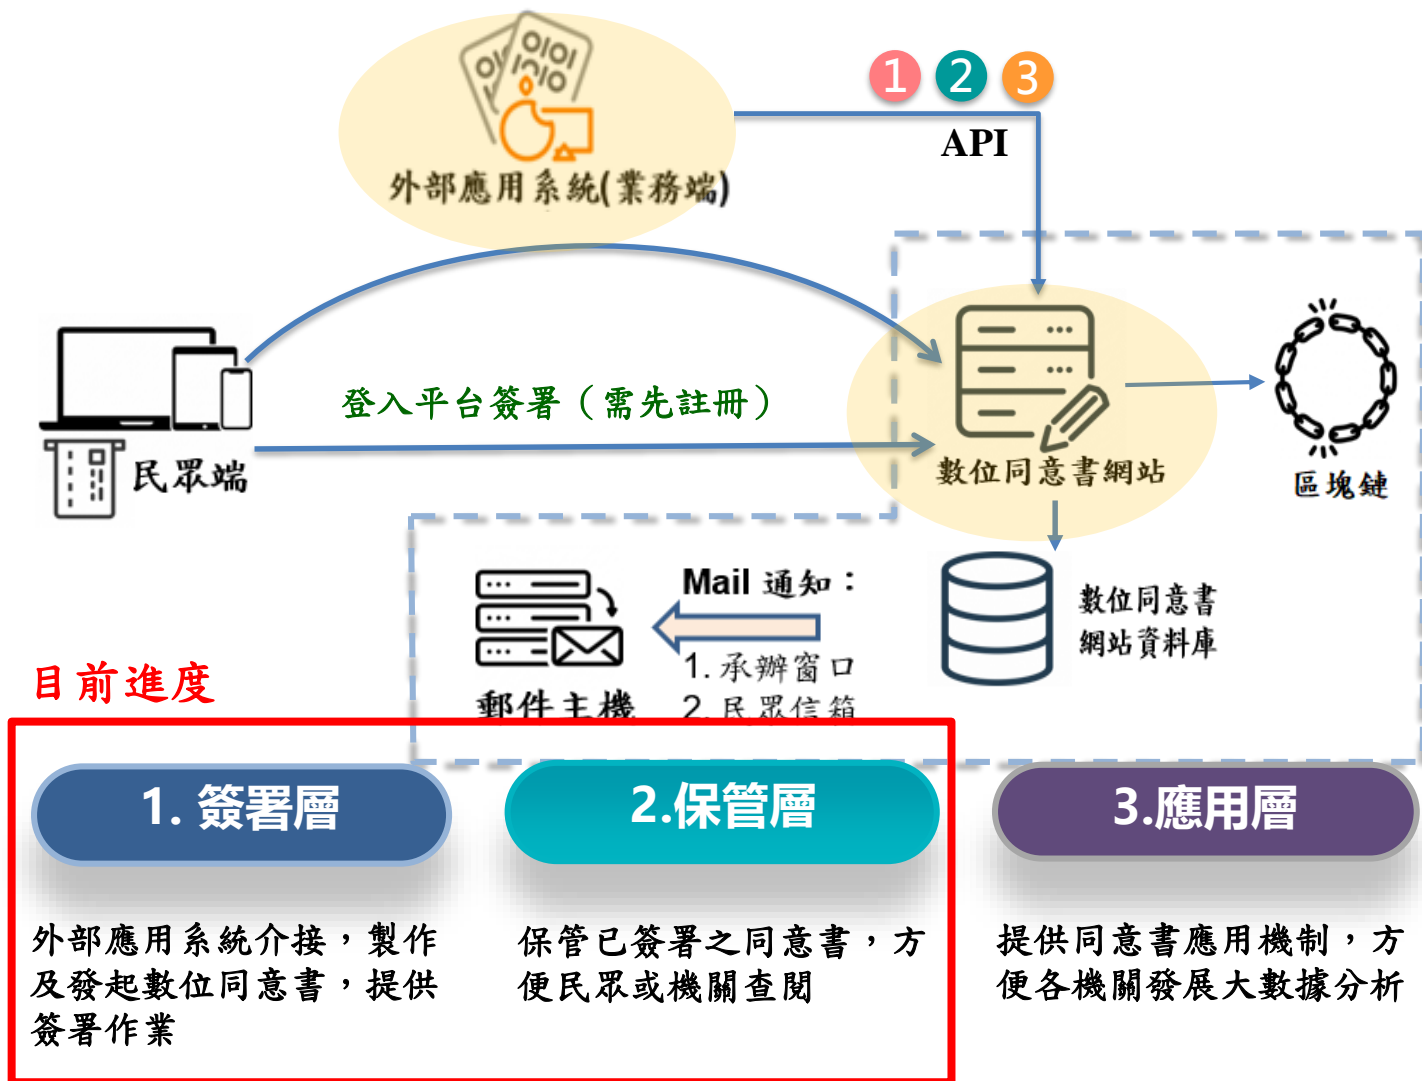 1 2 3
API
外部應用系統(業務端)
登入平台簽署（需先註冊）
民眾端
數位同意書網站
區塊鏈
Mail 通知：
1. 承辦窗口
2. 民眾信箱
郵件主機
數位同意書
網站資料庫
目前進度
1. 簽署層
外部應用系統介接，製作
及發起數位同意書，提供
簽署作業
2.保管層
保管已簽署之同意書，方
便民眾或機關查閱
3.應用層
提供同意書應用機制，方
便各機關發展大數據分析